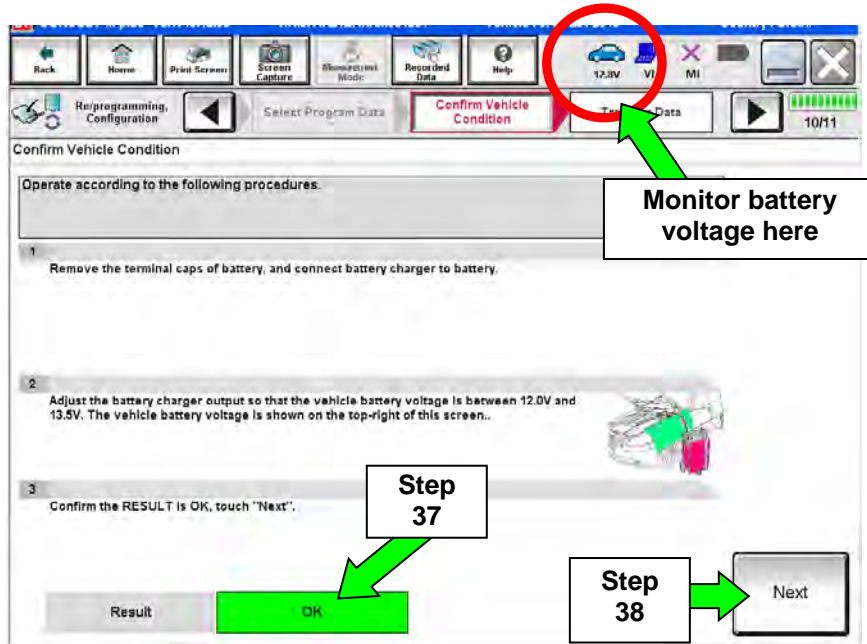 Back
Home
Print Screen
Screen
Capture
Measurement
Mode
Recorded
Data
Help
12.8V
VI
MI
Re/programming,
Configuration
Select Program Data
Confirm Vehicle
Condition
Data
10/11
Confirm Vehicle Condition
Operate according to the following procedures.
Monitor battery
voltage here
1
Remove the terminal caps of battery, and connect battery charger to battery.
2
Adjust the battery charger output so that the vehicle battery voltage is between 12.0V and
13.5V. The vehicle battery voltage is shown on the top-right of this screen..
3
Confirm the RESULT is OK, touch "Next".
Step
37
Step
38
Result
OK
Next